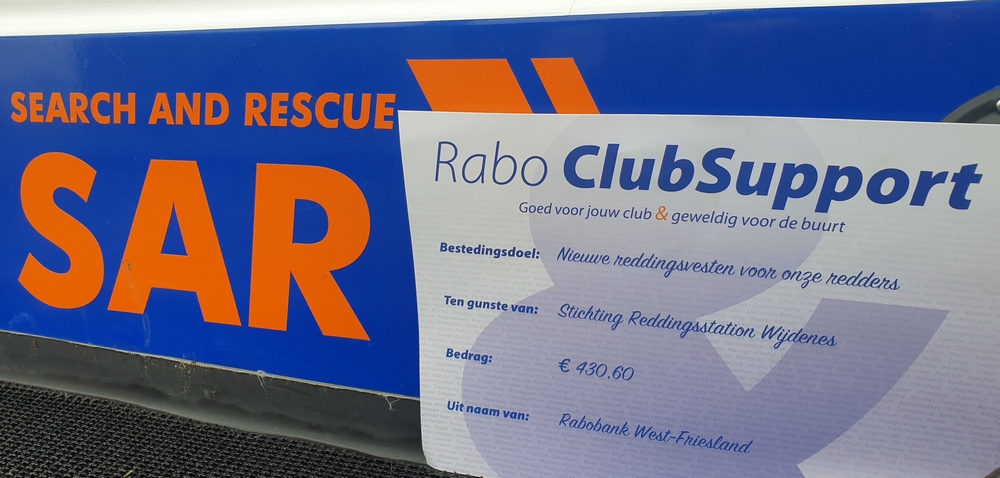 SEARCH AND RESCUE
SAR
Rabo ClubSupport
Goed voor jouw club & geweldig voor de buurt
Bestedingsdoel: Nieuwe reddingsvesten voor onze redders
Ten gunste van: Stichting Reddingsstation Wijdenes
Bedrag: € 430.60
Uit naam van: Rabobank West-Friesland